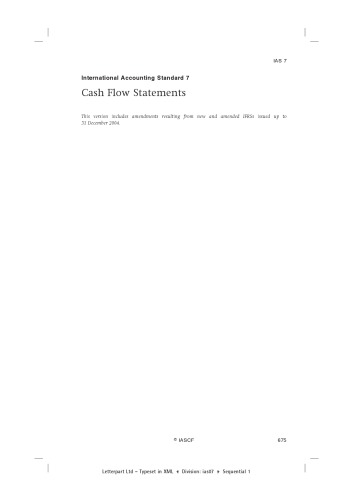 IAS 7
International Accounting Standard 7
Cash Flow Statements
This version includes amendments resulting from new and amended IFRSs issued up to
31 December 2004.
© IASCF 875
Letterpart Ltd – Typeset in XML ♦ Division: ias07 ♦ Sequential 1